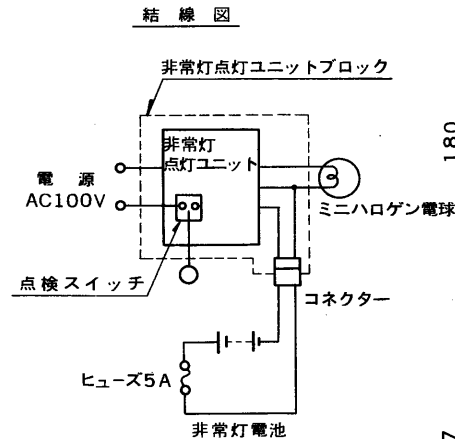 結線図
非常灯点灯ユニットブロック
180
非常灯
点灯ユニット
電源
AC100V
ミニハロゲン電球
点検スイッチ
コネクター
ヒューズ5A
非常灯電池
7